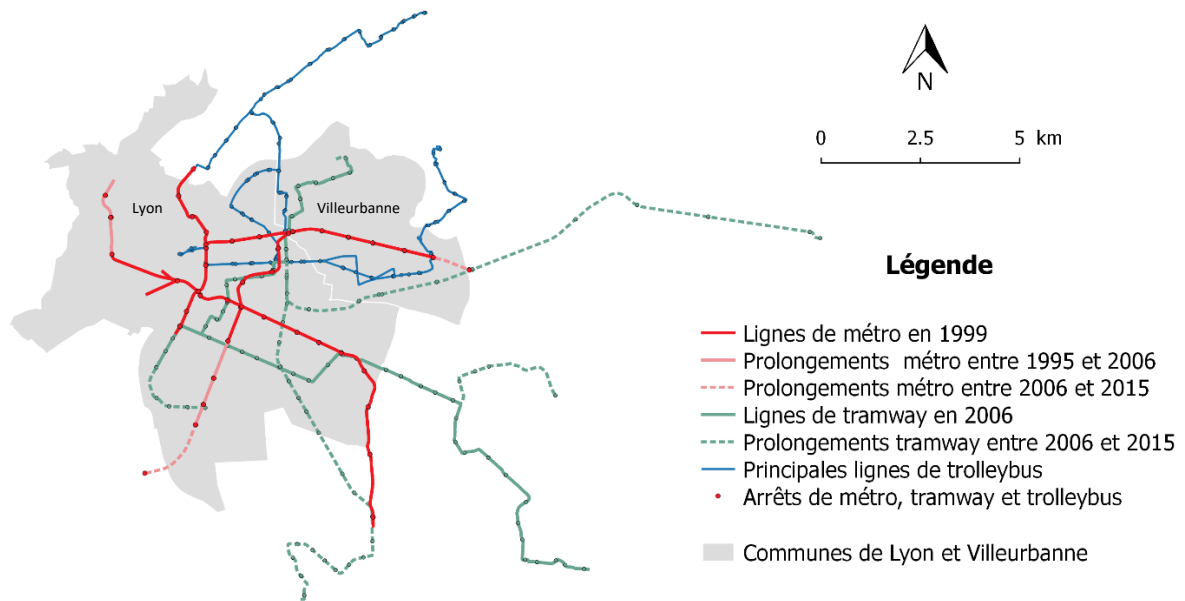 N
0 2.5 5 km
Lyon
Villeurbanne
Légende
Lignes de métro en 1999
Prolongements métro entre 1995 et 2006
Prolongements métro entre 2006 et 2015
Lignes de tramway en 2006
Prolongements tramway entre 2006 et 2015
Principales lignes de trolleybus
Arrêts de métro, tramway et trolleybus
Communes de Lyon et Villeurbanne